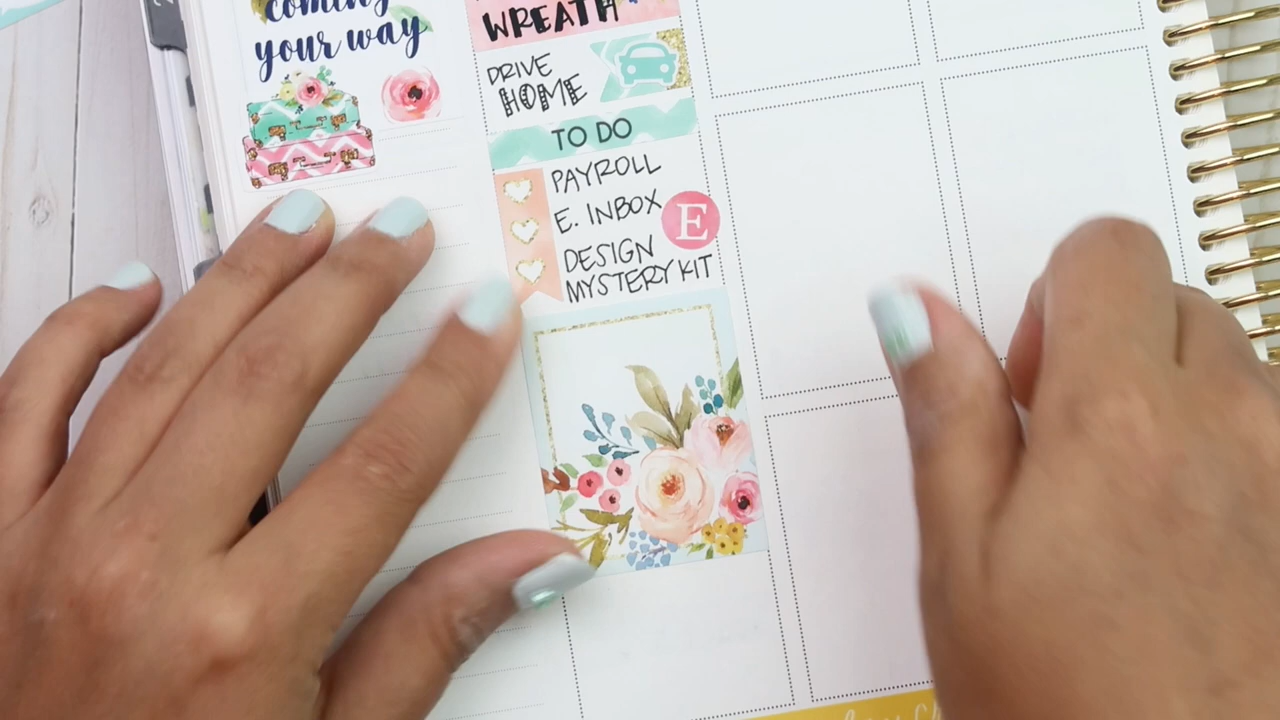 coming
your way
WREATH
DRIVE
HOME
TO DO
PAYROLL
E. INBOX
E
DESIGN
MYSTERY KIT